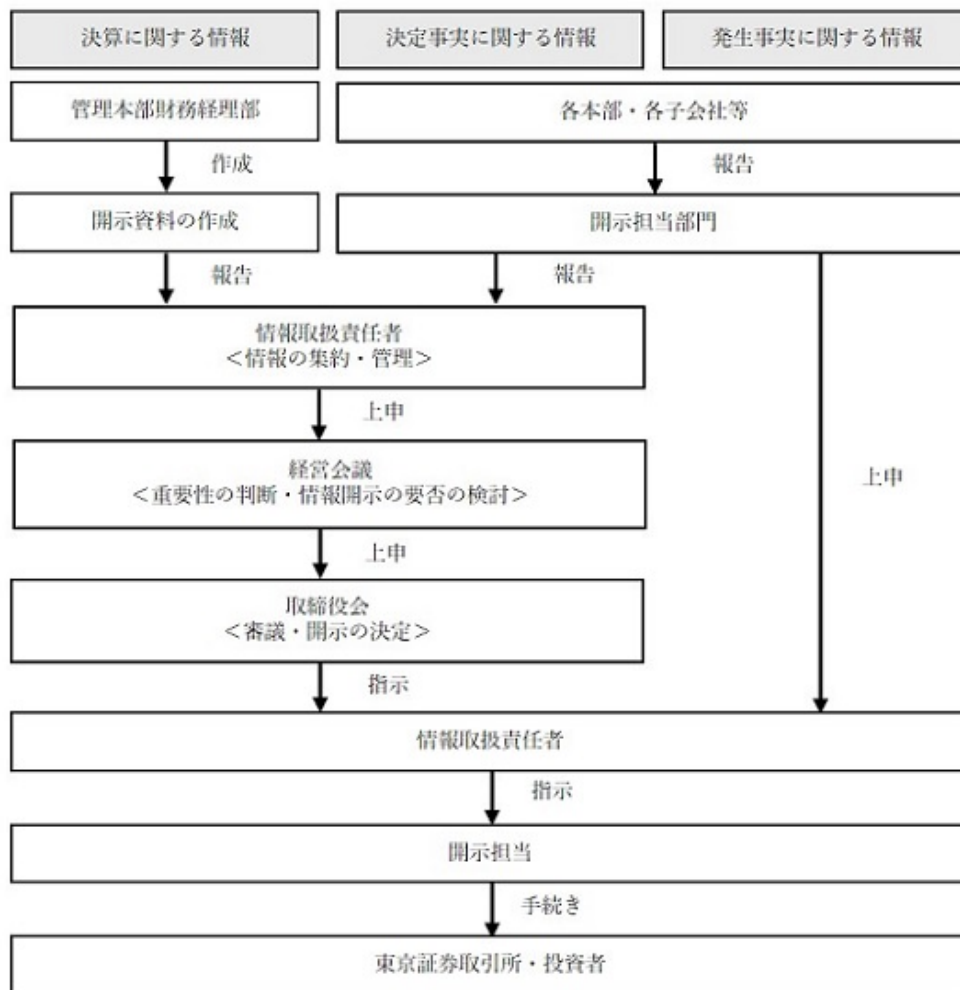 決算に関する情報
決定事実に関する情報
発生事実に関する情報
管理本部財務経理部
各本部・各子会社等
作成
報告
開示資料の作成
開示担当部門
報告
報告
情報取扱責任者
＜情報の集約・管理＞
上申
経営会議
＜重要性の判断・情報開示の要否の検討＞
上申
上申
取締役会
＜審議・開示の決定＞
指示
情報取扱責任者
指示
開示担当
手続き
東京証券取引所・投資者